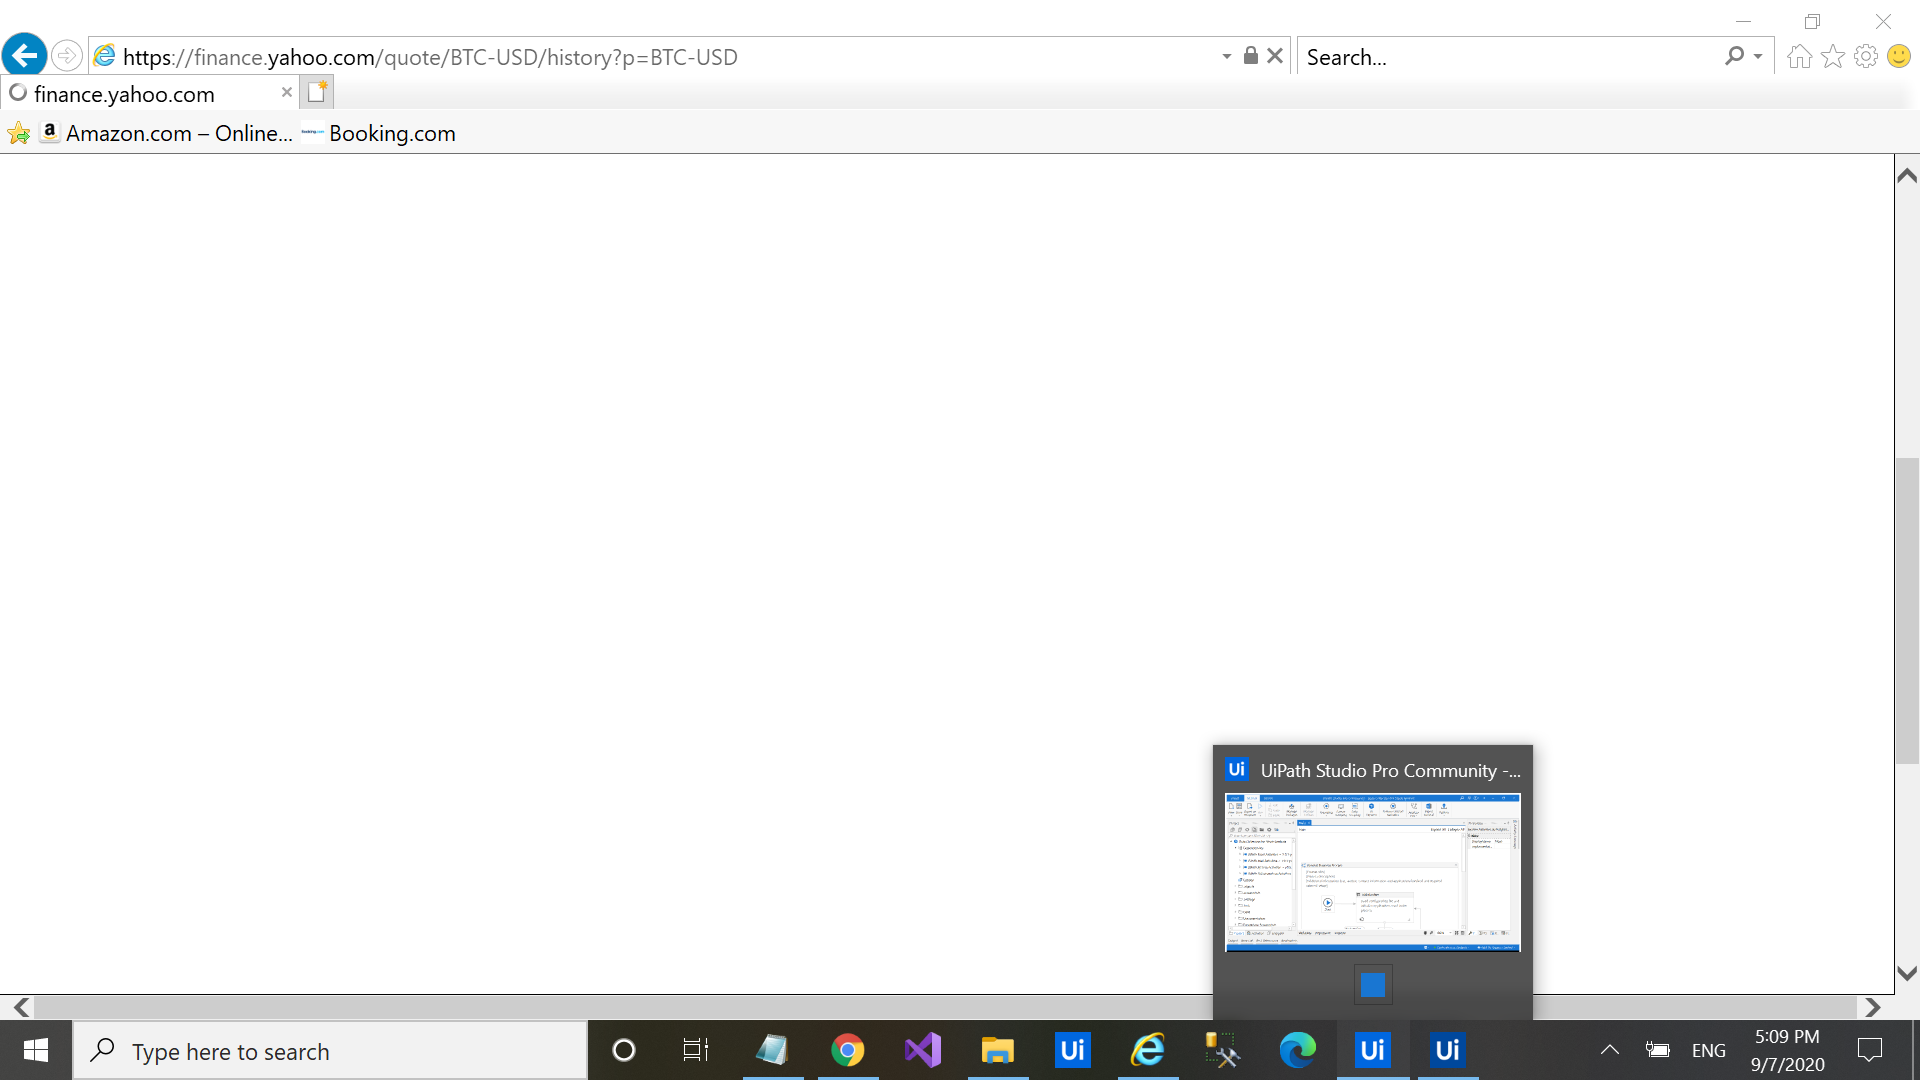 https://finance.yahoo.com/quote/BTC-USD/history?p=BTC-USD
Search...
finance.yahoo.com
Amazon.com – Online...
Booking.com
Ui
UiPath Studio Pro Community -...
Type here to search
Ui
Ui
Ui
ENG
5:09 PM
9/7/2020